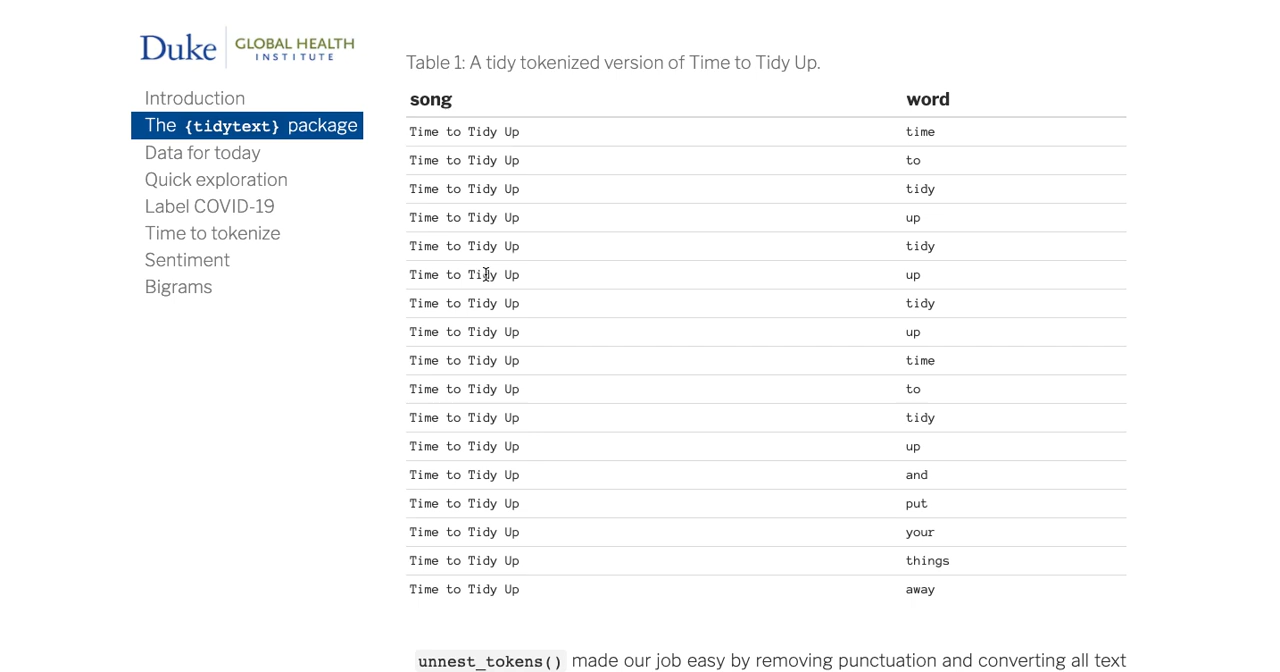 Duke GLOBAL HEALTH INSTITUTE
Introduction
The {tidytext} package
Data for today
Quick exploration
Label COVID-19
Time to tokenize
Sentiment
Bigrams
Table 1: A tidy tokenized version of Time to Tidy Up.
song word
Time to Tidy Up time
Time to Tidy Up to
Time to Tidy Up tidy
Time to Tidy Up up
Time to Tidy Up tidy
Time to Tidy Up up
Time to Tidy Up tidy
Time to Tidy Up up
Time to Tidy Up time
Time to Tidy Up to
Time to Tidy Up tidy
Time to Tidy Up up
Time to Tidy Up and
Time to Tidy Up put
Time to Tidy Up your
Time to Tidy Up things
Time to Tidy Up away
unnest_tokens() made our job easy by removing punctuation and converting all text